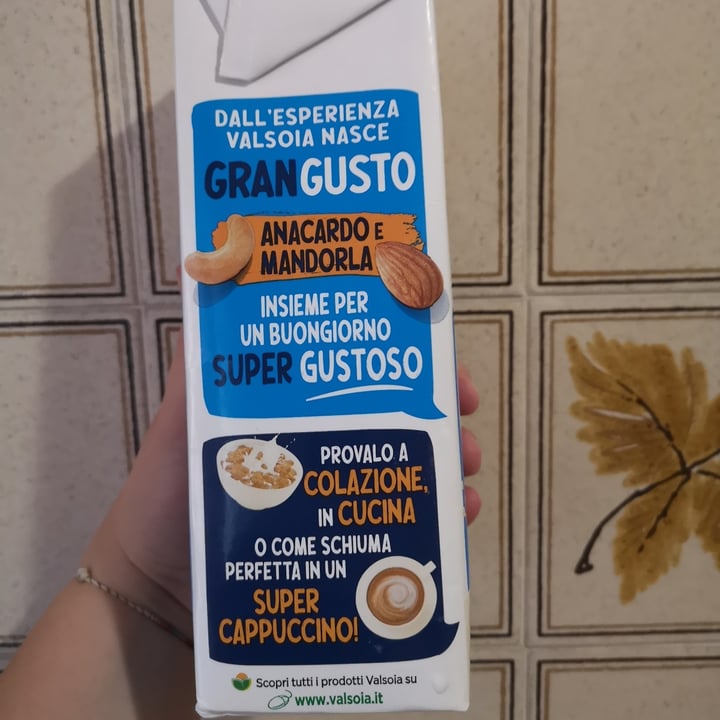 DALL'ESPERIENZA
VALSOIA NASCE
GRANGUSTO
ANACARDO E
MANDORLA
INSIEME PER
UN BUONGIORNO
SUPER GUSTOSO
PROVALO A
COLAZIONE,
IN CUCINA
O COME SCHIUMA
PERFETTA IN UN
SUPER
CAPPUCCINO!
Scopri tutti i prodotti Valsoia su
www.valsoia.it